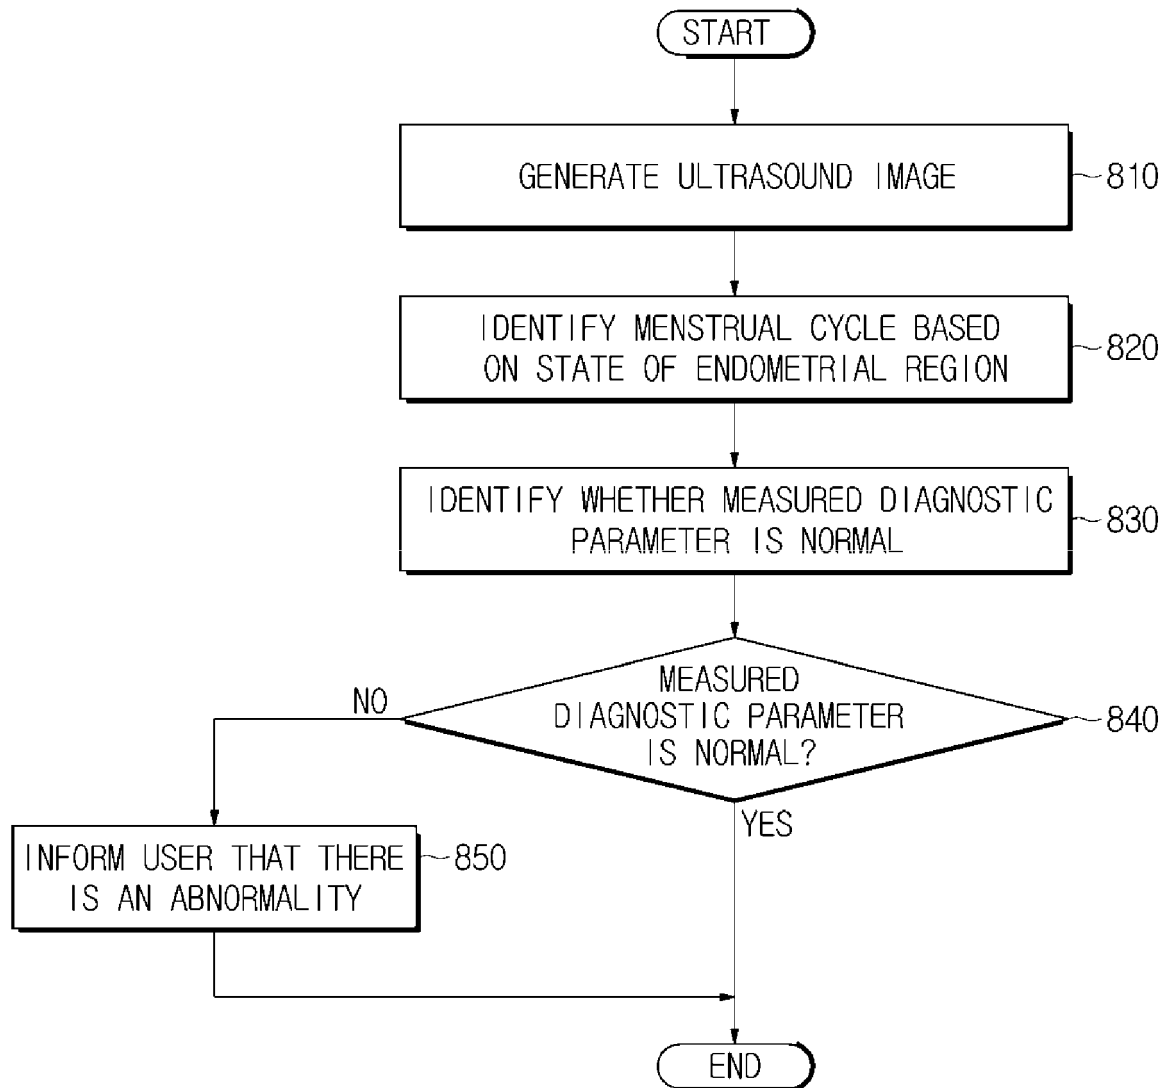 START
GENERATE ULTRASOUND IMAGE
810
IDENTIFY MENSTRUAL CYCLE BASED
ON STATE OF ENDOMETRIAL REGION
820
IDENTIFY WHETHER MEASURED DIAGNOSTIC
PARAMETER IS NORMAL
830
MEASURED
DIAGNOSTIC PARAMETER
IS NORMAL?
840
NO
YES
INFORM USER THAT THERE
IS AN ABNORMALITY
850
END